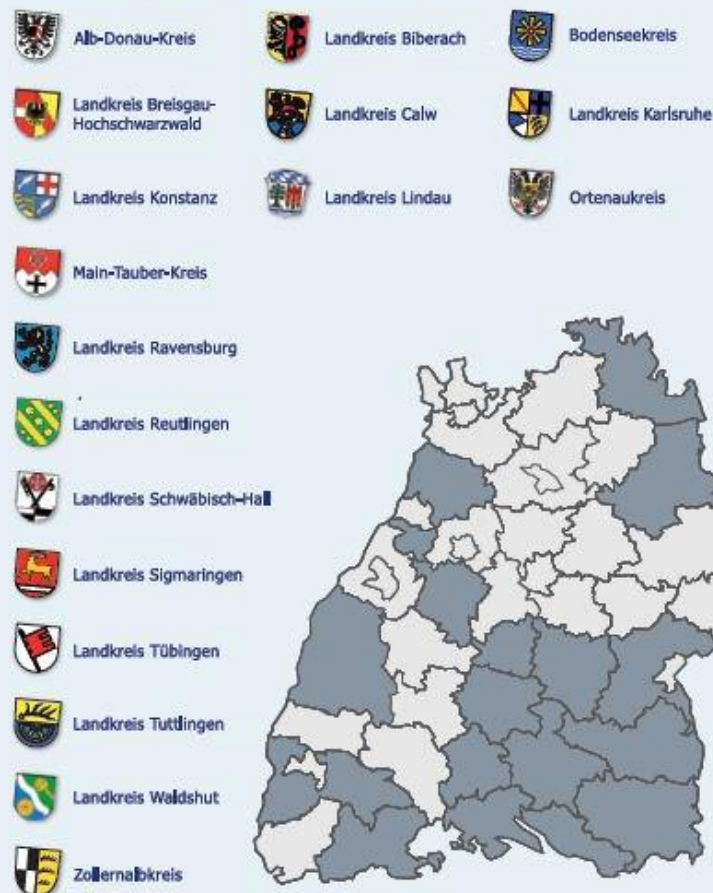 Alb-Donau-Kreis
Landkreis Biberach
Bodenseekreis
Landkreis Breisgau-
Hochschwarzwald
Landkreis Calw
Landkreis Karlsruhe
Landkreis Konstanz
Landkreis Lindau
Ortenaukreis
Main-Tauber-Kreis
Landkreis Ravensburg
Landkreis Reutlingen
Landkreis Schwäbisch-Hall
Landkreis Sigmaringen
Landkreis Tübingen
Landkreis Tuttlingen
Landkreis Waldshut
Zollernalbkreis